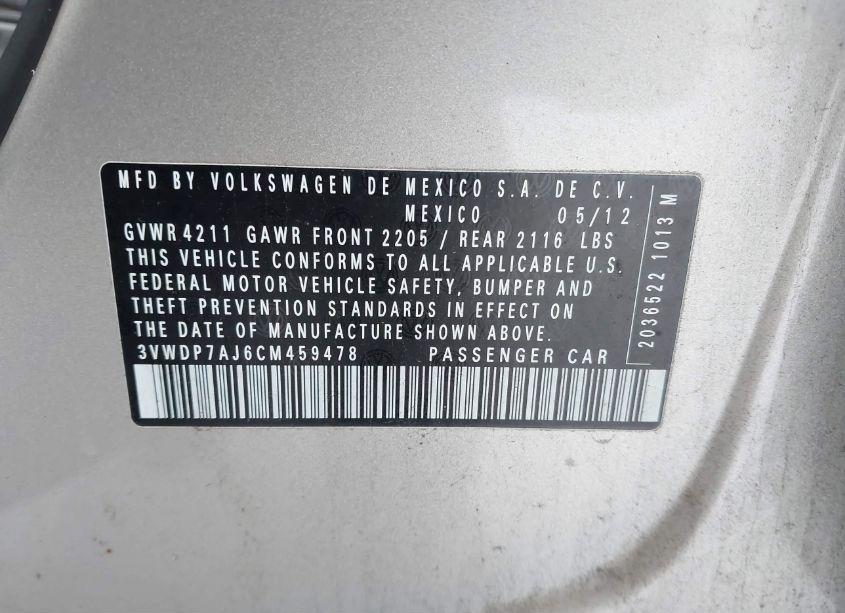 MFD BY VOLKSWAGEN DE MEXICO S.A. DE C.V.
MEXICO 05/12
GVWR 4211 GAWR FRONT 2205 / REAR 2116 LBS
THIS VEHICLE CONFORMS TO ALL APPLICABLE U.S.
FEDERAL MOTOR VEHICLE SAFETY, BUMPER AND
THEFT PREVENTION STANDARDS IN EFFECT ON
THE DATE OF MANUFACTURE SHOWN ABOVE.
3VWDP7AJ6CM459478 PASSENGER CAR
2036522 1013 M